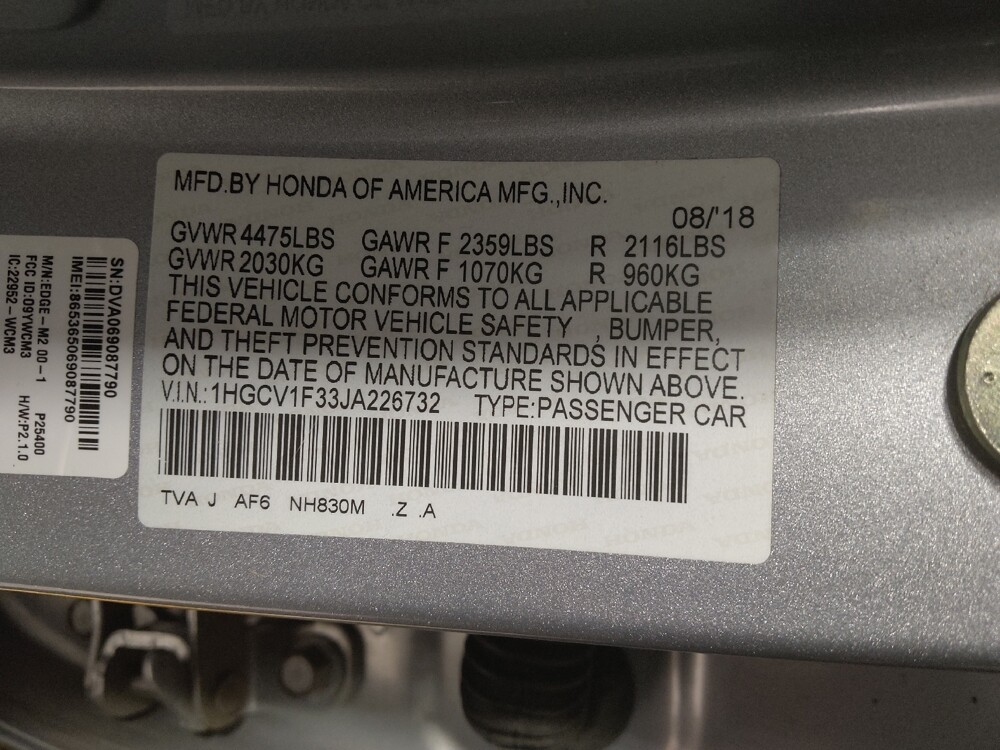 MFD.BY HONDA OF AMERICA MFG.,INC.
08/'18
GVWR 4475LBS GAWR F 2359LBS R 2116LBS
GVWR 2030KG GAWR F 1070KG R 960KG
THIS VEHICLE CONFORMS TO ALL APPLICABLE
FEDERAL MOTOR VEHICLE SAFETY , BUMPER,
AND THEFT PREVENTION STANDARDS IN EFFECT
ON THE DATE OF MANUFACTURE SHOWN ABOVE.
V.I.N.: 1HGCV1F33JA226732 TYPE:PASSENGER CAR
TVA J AF6 NH830M .Z .A
SN:DVA069087790
IMEI:865365069087790
M/N:EDGE-M2 00-1 P25400
FCC ID:09YWCM3 H/W:P2.1.0
IC:22952-WCM3